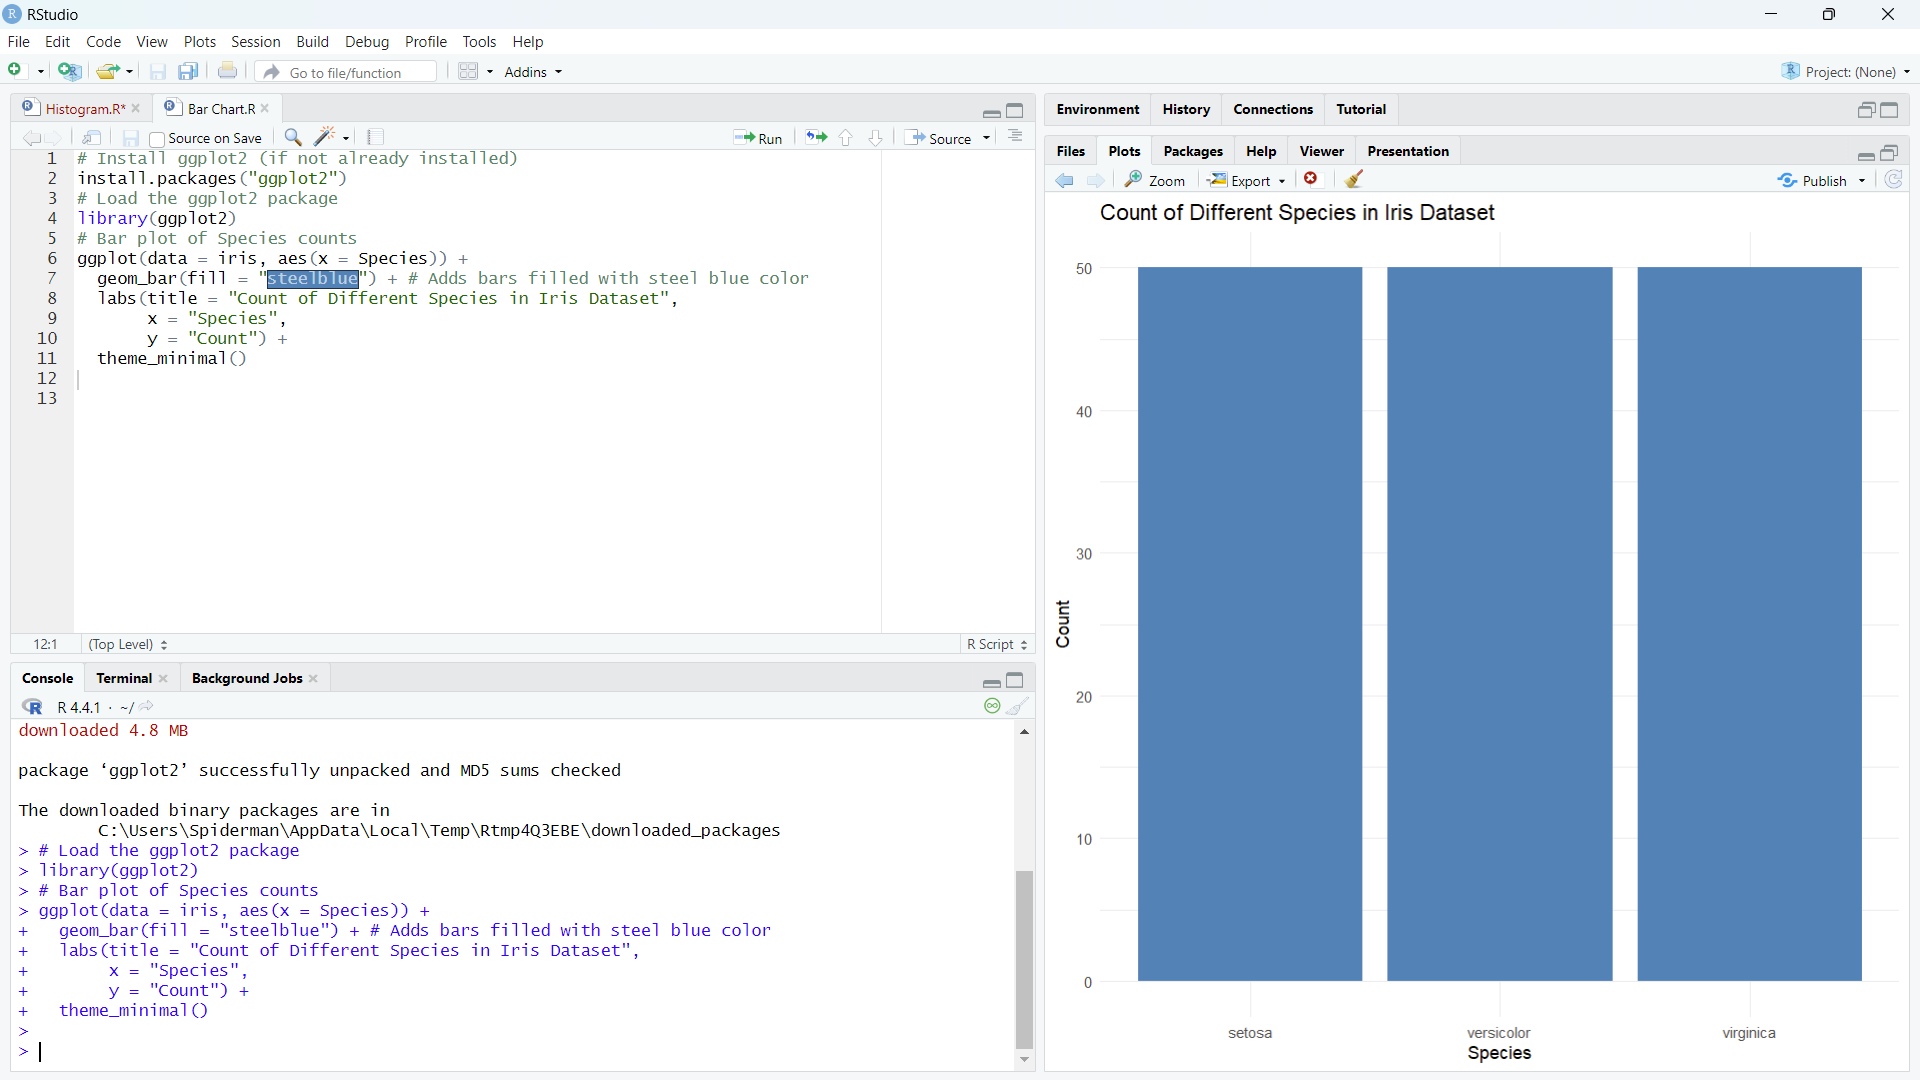 RStudio
File Edit Code View Plots Session Build Debug Profile Tools Help
Go to file/function Addins Project: (None)
Histogram.R* Bar Chart.R
Source on Save Run Source
1 # Install ggplot2 (if not already installed)
2 install.packages("ggplot2")
3 # Load the ggplot2 package
4 library(ggplot2)
5 # Bar plot of Species counts
6 ggplot(data = iris, aes(x = Species)) +
7 geom_bar(fill = "steelblue") + # Adds bars filled with steel blue color
8 labs(title = "Count of Different Species in Iris Dataset",
9 x = "Species",
10 y = "Count") +
11 theme_minimal()
12
13
12:1 (Top Level) R Script
Console Terminal Background Jobs
R 4.4.1 · ~/
downloaded 4.8 MB
package ‘ggplot2’ successfully unpacked and MD5 sums checked
The downloaded binary packages are in
C:\Users\Spiderman\AppData\Local\Temp\Rtmp4Q3EBE\downloaded_packages
> # Load the ggplot2 package
> library(ggplot2)
> # Bar plot of Species counts
> ggplot(data = iris, aes(x = Species)) +
+ geom_bar(fill = "steelblue") + # Adds bars filled with steel blue color
+ labs(title = "Count of Different Species in Iris Dataset",
+ x = "Species",
+ y = "Count") +
+ theme_minimal()
>
>
Environment History Connections Tutorial
Files Plots Packages Help Viewer Presentation
Zoom Export Publish
Count of Different Species in Iris Dataset
50
40
30
20
10
0
Count
setosa versicolor virginica
Species